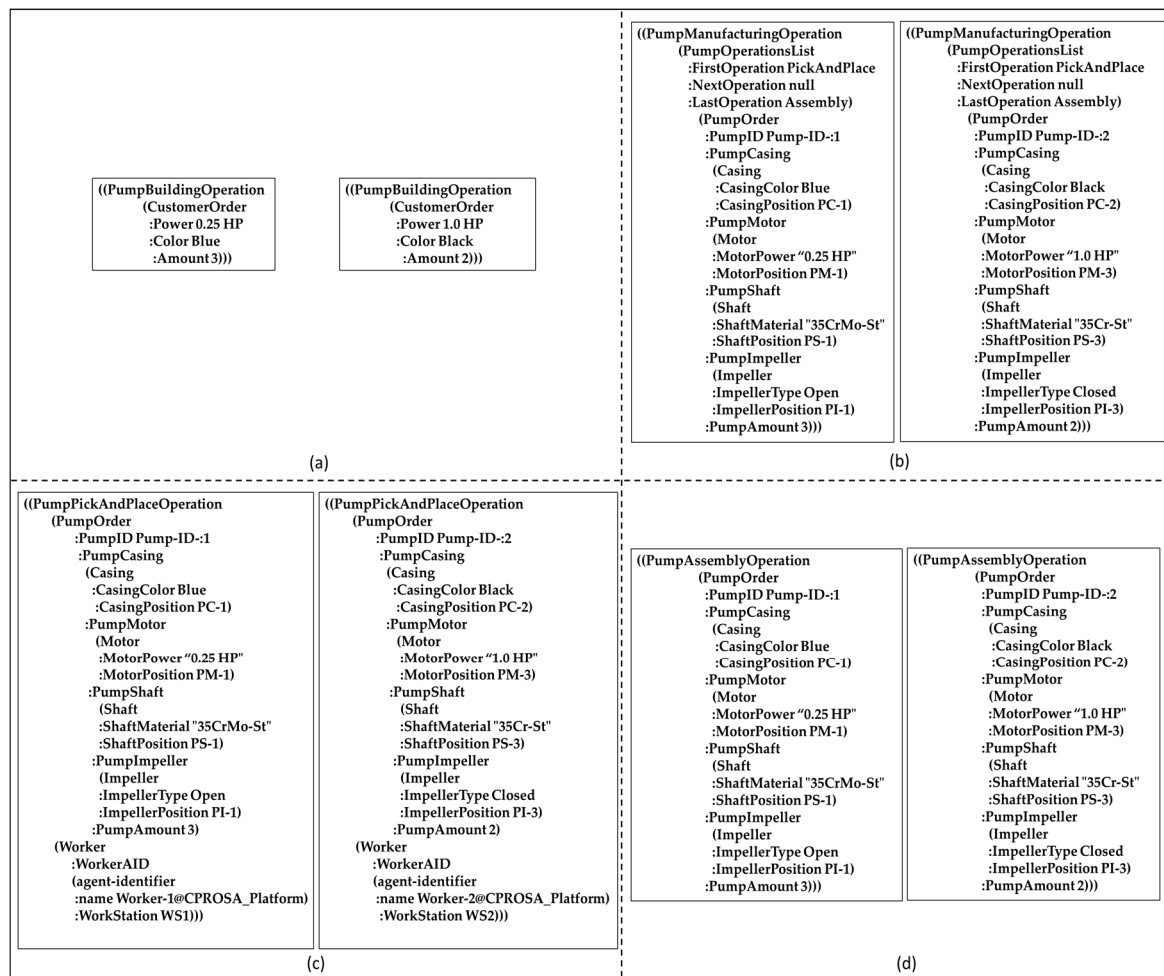 ((PumpBuildingOperation
(CustomerOrder
:Power 0.25 HP
:Color Blue
:Amount 3)))
((PumpBuildingOperation
(CustomerOrder
:Power 1.0 HP
:Color Black
:Amount 2)))
(a)
((PumpManufacturingOperation
(PumpOperationsList
:FirstOperation PickAndPlace
:NextOperation null
:LastOperation Assembly)
(PumpOrder
:PumpID Pump-ID-:1
:PumpCasing
(Casing
:CasingColor Blue
:CasingPosition PC-1)
:PumpMotor
(Motor
:MotorPower “0.25 HP"
:MotorPosition PM-1)
:PumpShaft
(Shaft
:ShaftMaterial "35CrMo-St"
:ShaftPosition PS-1)
:PumpImpeller
(Impeller
:ImpellerType Open
:ImpellerPosition PI-1)
:PumpAmount 3)))
((PumpManufacturingOperation
(PumpOperationsList
:FirstOperation PickAndPlace
:NextOperation null
:LastOperation Assembly)
(PumpOrder
:PumpID Pump-ID-:2
:PumpCasing
(Casing
:CasingColor Black
:CasingPosition PC-2)
:PumpMotor
(Motor
:MotorPower “1.0 HP"
:MotorPosition PM-3)
:PumpShaft
(Shaft
:ShaftMaterial "35Cr-St"
:ShaftPosition PS-3)
:PumpImpeller
(Impeller
:ImpellerType Closed
:ImpellerPosition PI-3)
:PumpAmount 2)))
(b)
((PumpPickAndPlaceOperation
(PumpOrder
:PumpID Pump-ID-:1
:PumpCasing
(Casing
:CasingColor Blue
:CasingPosition PC-1)
:PumpMotor
(Motor
:MotorPower “0.25 HP"
:MotorPosition PM-1)
:PumpShaft
(Shaft
:ShaftMaterial "35CrMo-St"
:ShaftPosition PS-1)
:PumpImpeller
(Impeller
:ImpellerType Open
:ImpellerPosition PI-1)
:PumpAmount 3)
(Worker
:WorkerAID
(agent-identifier
:name Worker-1@CPROSA_Platform)
:WorkStation WS1)))
((PumpPickAndPlaceOperation
(PumpOrder
:PumpID Pump-ID-:2
:PumpCasing
(Casing
:CasingColor Black
:CasingPosition PC-2)
:PumpMotor
(Motor
:MotorPower “1.0 HP"
:MotorPosition PM-3)
:PumpShaft
(Shaft
:ShaftMaterial "35Cr-St"
:ShaftPosition PS-3)
:PumpImpeller
(Impeller
:ImpellerType Closed
:ImpellerPosition PI-3)
:PumpAmount 2)
(Worker
:WorkerAID
(agent-identifier
:name Worker-2@CPROSA_Platform)
:WorkStation WS2)))
(c)
((PumpAssemblyOperation
(PumpOrder
:PumpID Pump-ID-:1
:PumpCasing
(Casing
:CasingColor Blue
:CasingPosition PC-1)
:PumpMotor
(Motor
:MotorPower “0.25 HP"
:MotorPosition PM-1)
:PumpShaft
(Shaft
:ShaftMaterial "35CrMo-St"
:ShaftPosition PS-1)
:PumpImpeller
(Impeller
:ImpellerType Open
:ImpellerPosition PI-1)
:PumpAmount 3)))
((PumpAssemblyOperation
(PumpOrder
:PumpID Pump-ID-:2
:PumpCasing
(Casing
:CasingColor Black
:CasingPosition PC-2)
:PumpMotor
(Motor
:MotorPower “1.0 HP"
:MotorPosition PM-3)
:PumpShaft
(Shaft
:ShaftMaterial "35Cr-St"
:ShaftPosition PS-3)
:PumpImpeller
(Impeller
:ImpellerType Closed
:ImpellerPosition PI-3)
:PumpAmount 2)))
(d)